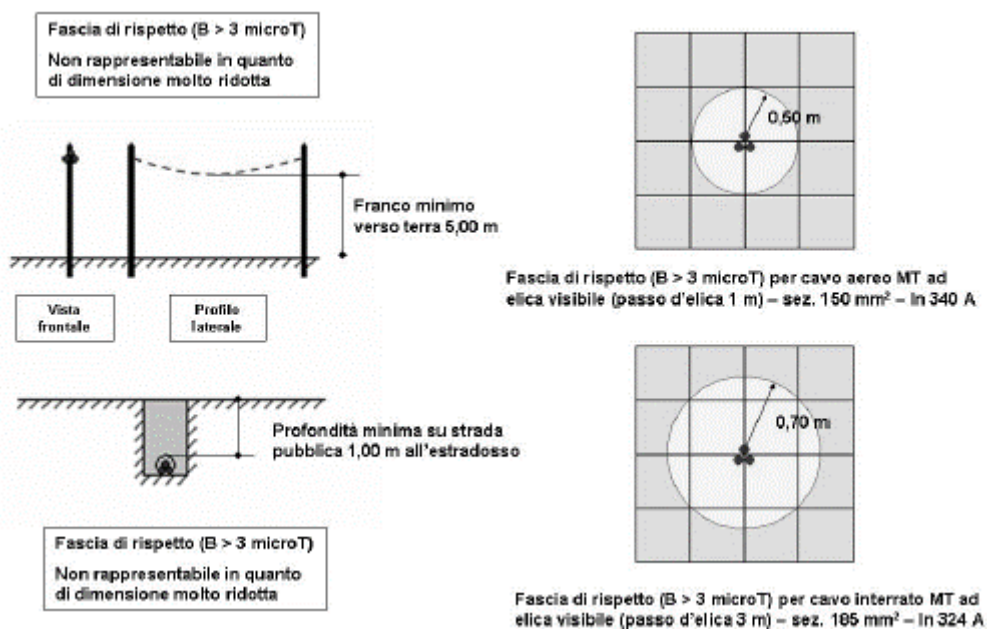 Fascia di rispetto (B > 3 microT)
Non rappresentabile in quanto
di dimensione molto ridotta
Franco minimo
verso terra 5,00 m
Vista
frontale
Profilo
laterale
Profondità minima su strada
pubblica 1,00 m all'estradosso
Fascia di rispetto (B > 3 microT)
Non rappresentabile in quanto
di dimensione molto ridotta
0,50 m
Fascia di rispetto (B > 3 microT) per cavo aereo MT ad
elica visibile (passo d'elica 1 m) – sez. 150 mm² – In 340 A
0,70 m
Fascia di rispetto (B > 3 microT) per cavo interrato MT ad
elica visibile (passo d'elica 3 m) – sez. 185 mm² – In 324 A